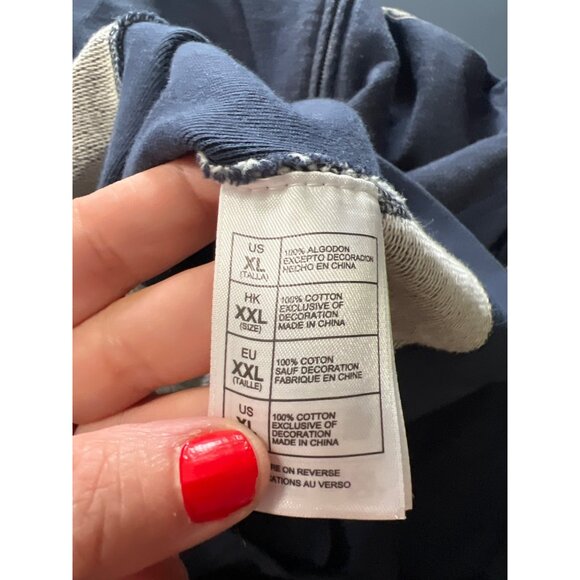 US
XL
(TALLA)
100% ALGODON
EXCEPTO DECORACION
HECHO EN CHINA
HK
XXL
(SIZE)
100% COTTON
EXCLUSIVE OF
DECORATION
MADE IN CHINA
EU
XXL
(TAILLE)
100% COTON
SAUF DECORATION
FABRIQUE EN CHINE
US
XL
100% COTTON
EXCLUSIVE OF
DECORATION
MADE IN CHINA
ON REVERSE
AU VERSO